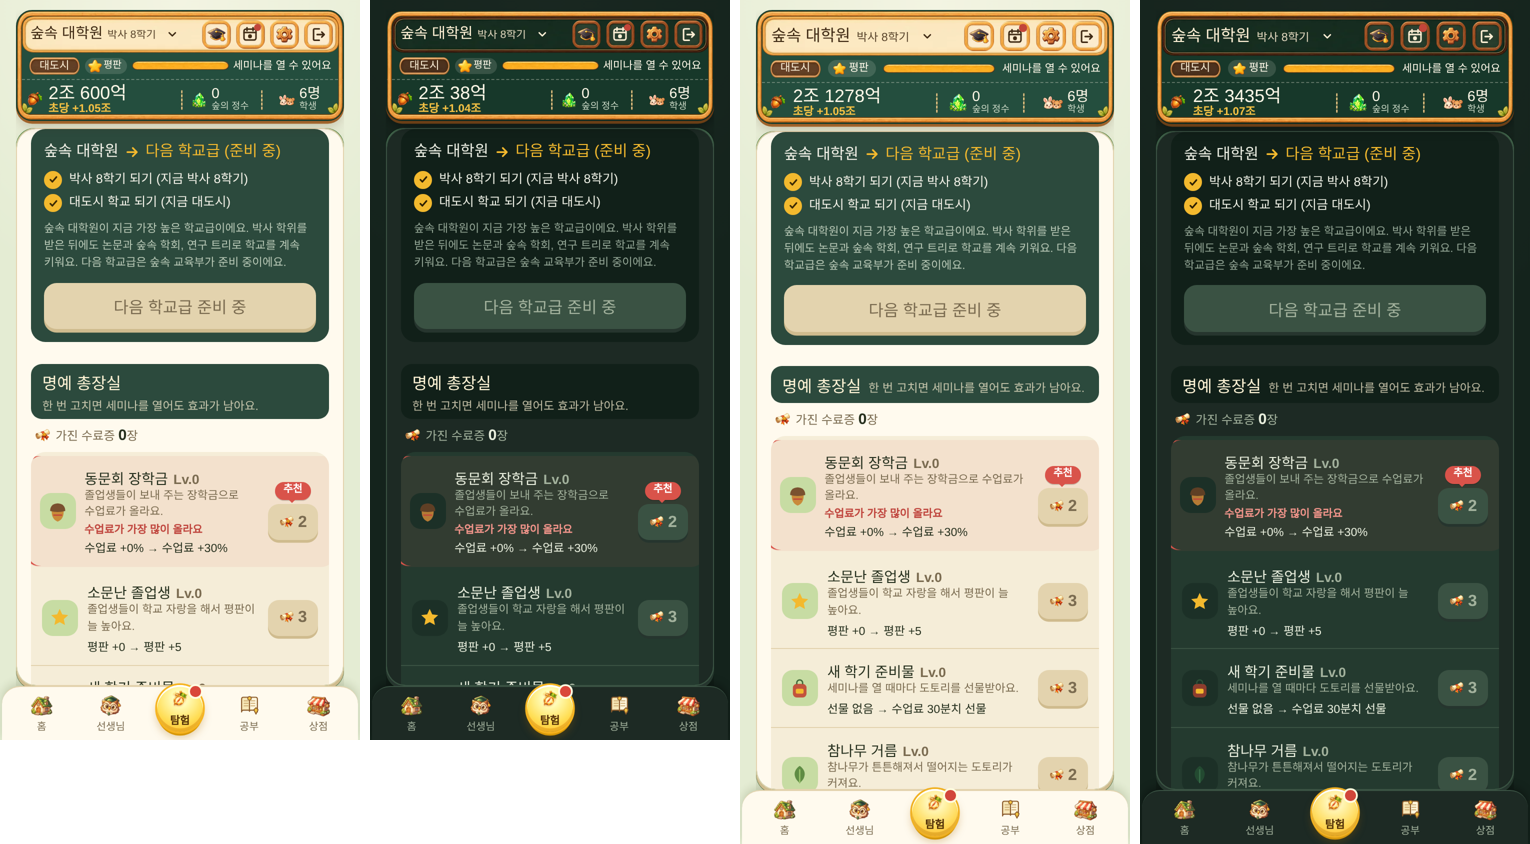 숲속 대학원 박사 8학기
대도시 평판 세미나를 열 수 있어요
2조 600억 0 6명
초당 +1.05조 숲의 정수 학생
숲속 대학원 → 다음 학교급 (준비 중)
박사 8학기 되기 (지금 박사 8학기)
대도시 학교 되기 (지금 대도시)
숲속 대학원이 지금 가장 높은 학교급이에요. 박사 학위를
받은 뒤에도 논문과 숲속 학회, 연구 트리로 학교를 계속
키워요. 다음 학교급은 숲속 교육부가 준비 중이에요.
다음 학교급 준비 중
명예 총장실
한 번 고치면 세미나를 열어도 효과가 남아요.
가진 수료증 0장
동문회 장학금 Lv.0
졸업생들이 보내 주는 장학금으로
수업료가 올라요.
수업료가 가장 많이 올라요
수업료 +0% → 수업료 +30%
추천
2
소문난 졸업생 Lv.0
졸업생들이 학교 자랑을 해서 평판이
늘 높아요.
평판 +0 → 평판 +5
3
홈 선생님 탐험 공부 상점
숲속 대학원 박사 8학기
대도시 평판 세미나를 열 수 있어요
2조 38억 0 6명
초당 +1.04조 숲의 정수 학생
숲속 대학원 → 다음 학교급 (준비 중)
박사 8학기 되기 (지금 박사 8학기)
대도시 학교 되기 (지금 대도시)
숲속 대학원이 지금 가장 높은 학교급이에요. 박사 학위를
받은 뒤에도 논문과 숲속 학회, 연구 트리로 학교를 계속
키워요. 다음 학교급은 숲속 교육부가 준비 중이에요.
다음 학교급 준비 중
명예 총장실
한 번 고치면 세미나를 열어도 효과가 남아요.
가진 수료증 0장
동문회 장학금 Lv.0
졸업생들이 보내 주는 장학금으로
수업료가 올라요.
수업료가 가장 많이 올라요
수업료 +0% → 수업료 +30%
추천
2
소문난 졸업생 Lv.0
졸업생들이 학교 자랑을 해서 평판이
늘 높아요.
평판 +0 → 평판 +5
3
홈 선생님 탐험 공부 상점
숲속 대학원 박사 8학기
대도시 평판 세미나를 열 수 있어요
2조 1278억 0 6명
초당 +1.05조 숲의 정수 학생
숲속 대학원 → 다음 학교급 (준비 중)
박사 8학기 되기 (지금 박사 8학기)
대도시 학교 되기 (지금 대도시)
숲속 대학원이 지금 가장 높은 학교급이에요. 박사 학위를 받은
뒤에도 논문과 숲속 학회, 연구 트리로 학교를 계속 키워요. 다음
학교급은 숲속 교육부가 준비 중이에요.
다음 학교급 준비 중
명예 총장실 한 번 고치면 세미나를 열어도 효과가 남아요.
가진 수료증 0장
동문회 장학금 Lv.0
졸업생들이 보내 주는 장학금으로 수업료가
올라요.
수업료가 가장 많이 올라요
수업료 +0% → 수업료 +30%
추천
2
소문난 졸업생 Lv.0
졸업생들이 학교 자랑을 해서 평판이 늘
높아요.
평판 +0 → 평판 +5
3
새 학기 준비물 Lv.0
세미나를 열 때마다 도토리를 선물받아요.
선물 없음 → 수업료 30분치 선물
3
참나무 거름 Lv.0
참나무가 튼튼해져서 떨어지는 도토리가
커져요.
2
홈 선생님 탐험 공부 상점
숲속 대학원 박사 8학기
대도시 평판 세미나를 열 수 있어요
2조 3435억 0 6명
초당 +1.07조 숲의 정수 학생
숲속 대학원 → 다음 학교급 (준비 중)
박사 8학기 되기 (지금 박사 8학기)
대도시 학교 되기 (지금 대도시)
숲속 대학원이 지금 가장 높은 학교급이에요. 박사 학위를 받은
뒤에도 논문과 숲속 학회, 연구 트리로 학교를 계속 키워요. 다음
학교급은 숲속 교육부가 준비 중이에요.
다음 학교급 준비 중
명예 총장실 한 번 고치면 세미나를 열어도 효과가 남아요.
가진 수료증 0장
동문회 장학금 Lv.0
졸업생들이 보내 주는 장학금으로 수업료가
올라요.
수업료가 가장 많이 올라요
수업료 +0% → 수업료 +30%
추천
2
소문난 졸업생 Lv.0
졸업생들이 학교 자랑을 해서 평판이 늘
높아요.
평판 +0 → 평판 +5
3
새 학기 준비물 Lv.0
세미나를 열 때마다 도토리를 선물받아요.
선물 없음 → 수업료 30분치 선물
3
참나무 거름 Lv.0
참나무가 튼튼해져서 떨어지는 도토리가
커져요.
2
홈 선생님 탐험 공부 상점